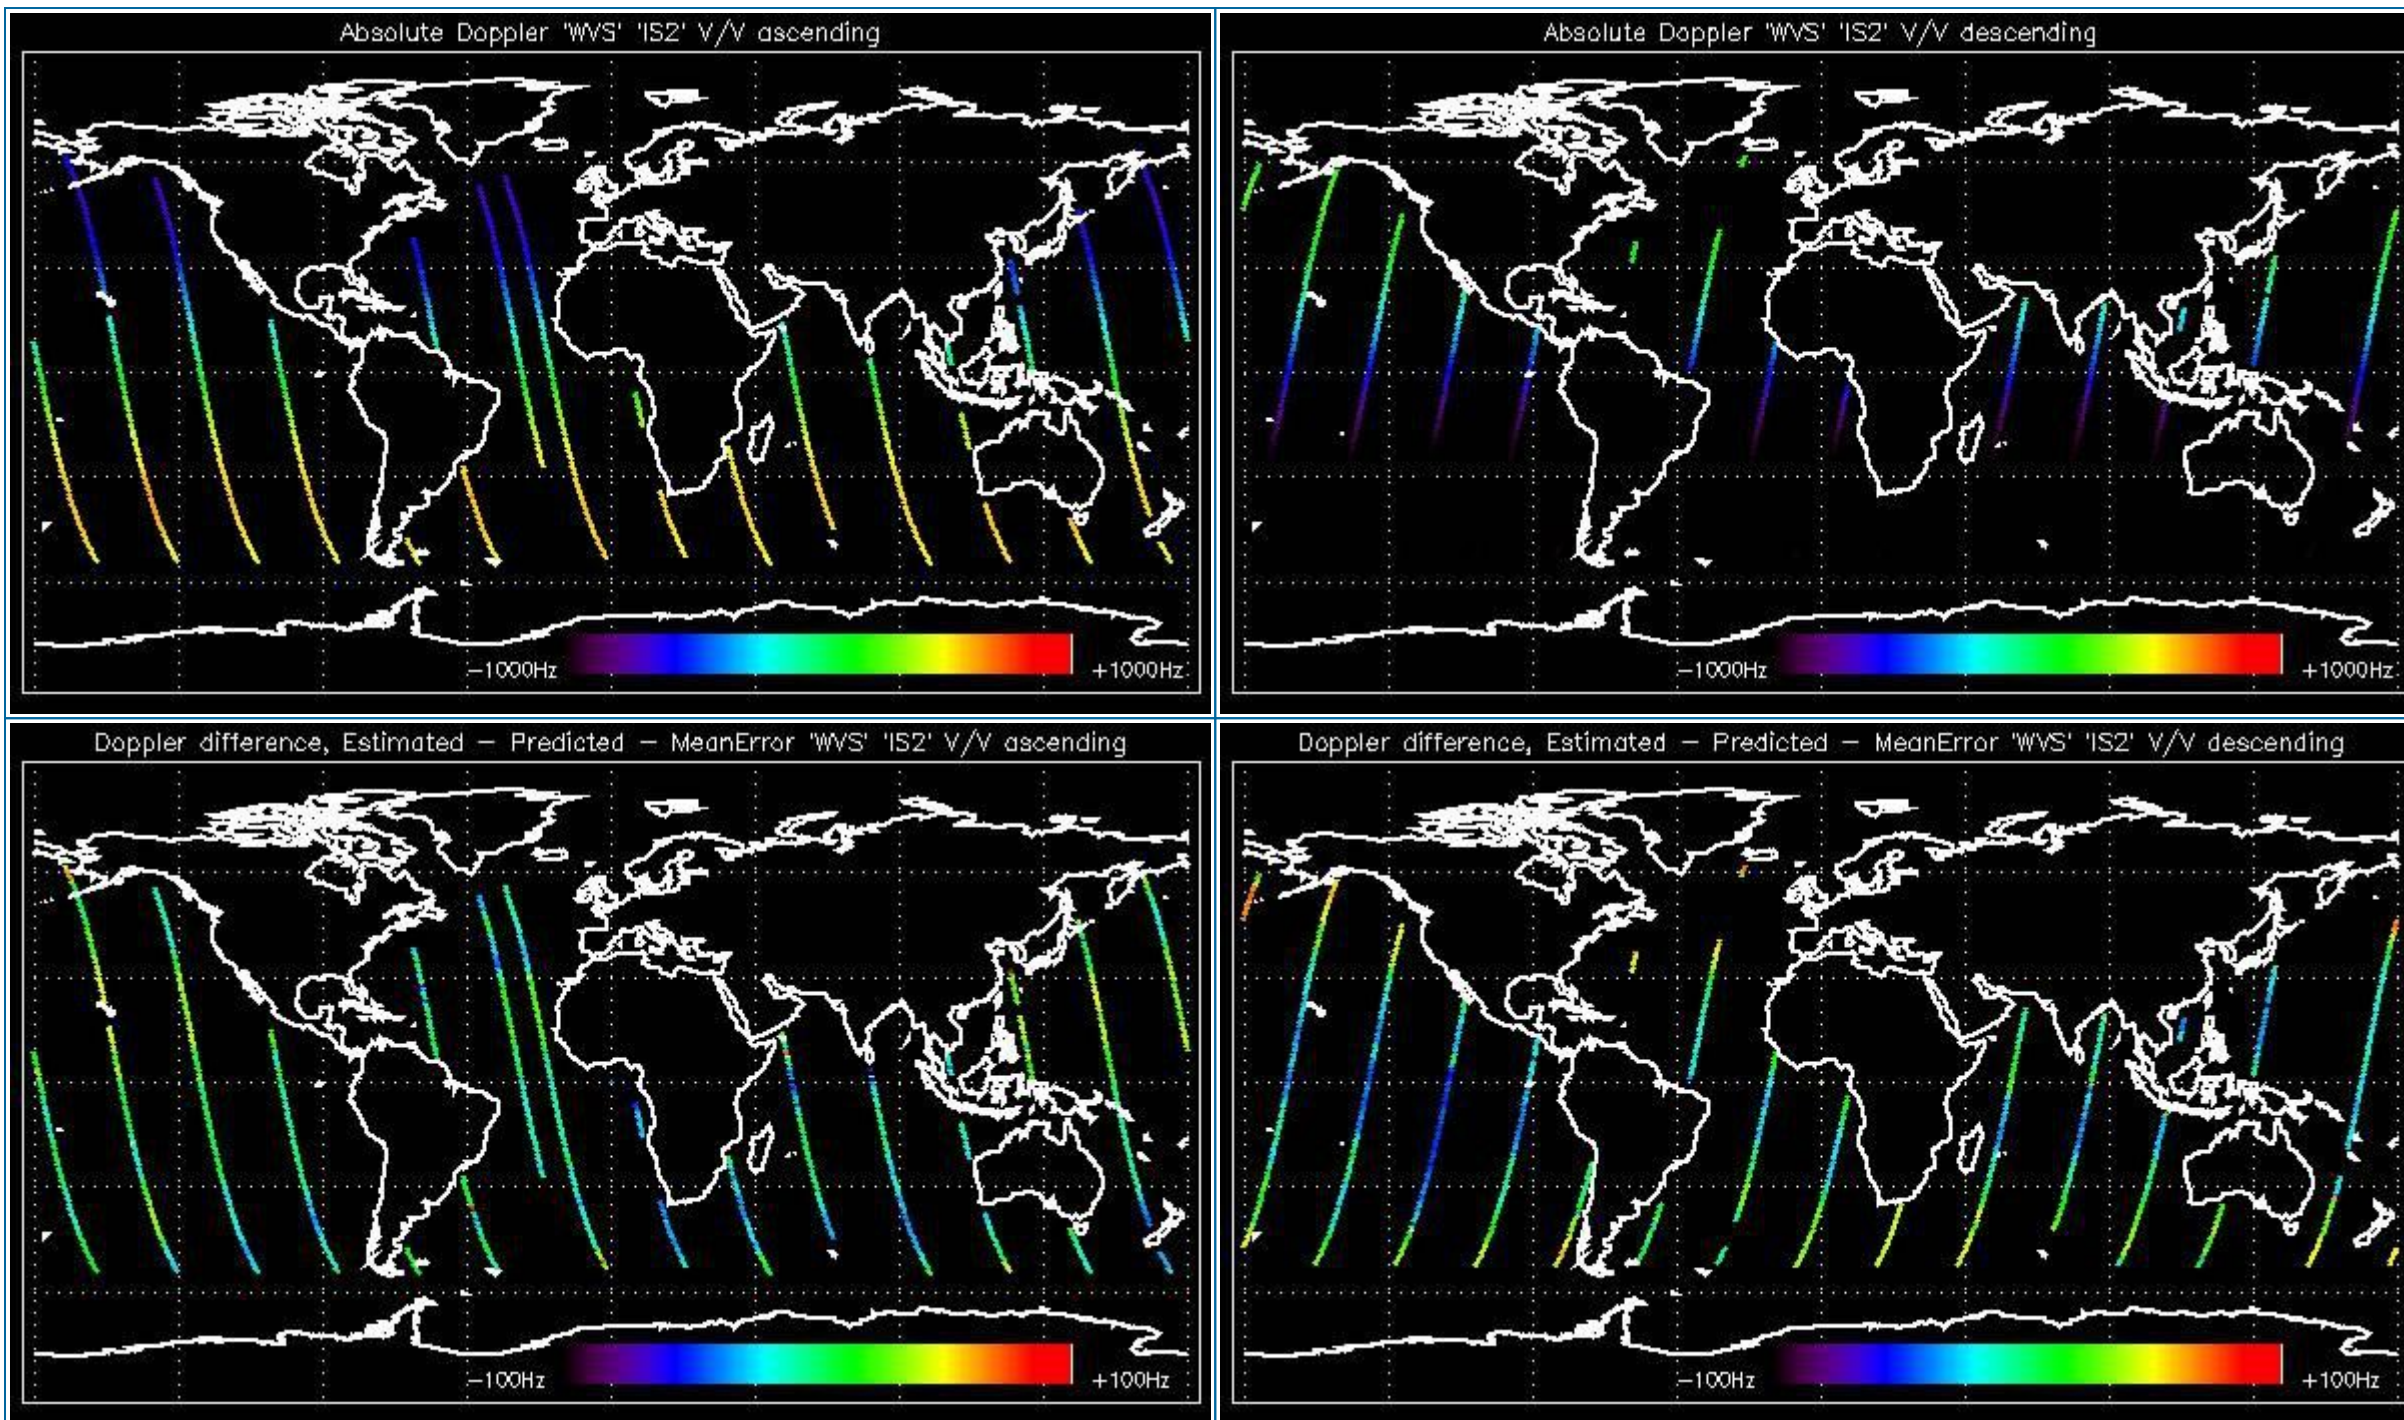 Absolute Doppler 'WVS' 'IS2' V/V ascending
-1000Hz
+1000Hz
Absolute Doppler 'WVS' 'IS2' V/V descending
-1000Hz
+1000Hz
Doppler difference, Estimated - Predicted - MeanError 'WVS' 'IS2' V/V ascending
-100Hz
+100Hz
Doppler difference, Estimated - Predicted - MeanError 'WVS' 'IS2' V/V descending
-100Hz
+100Hz